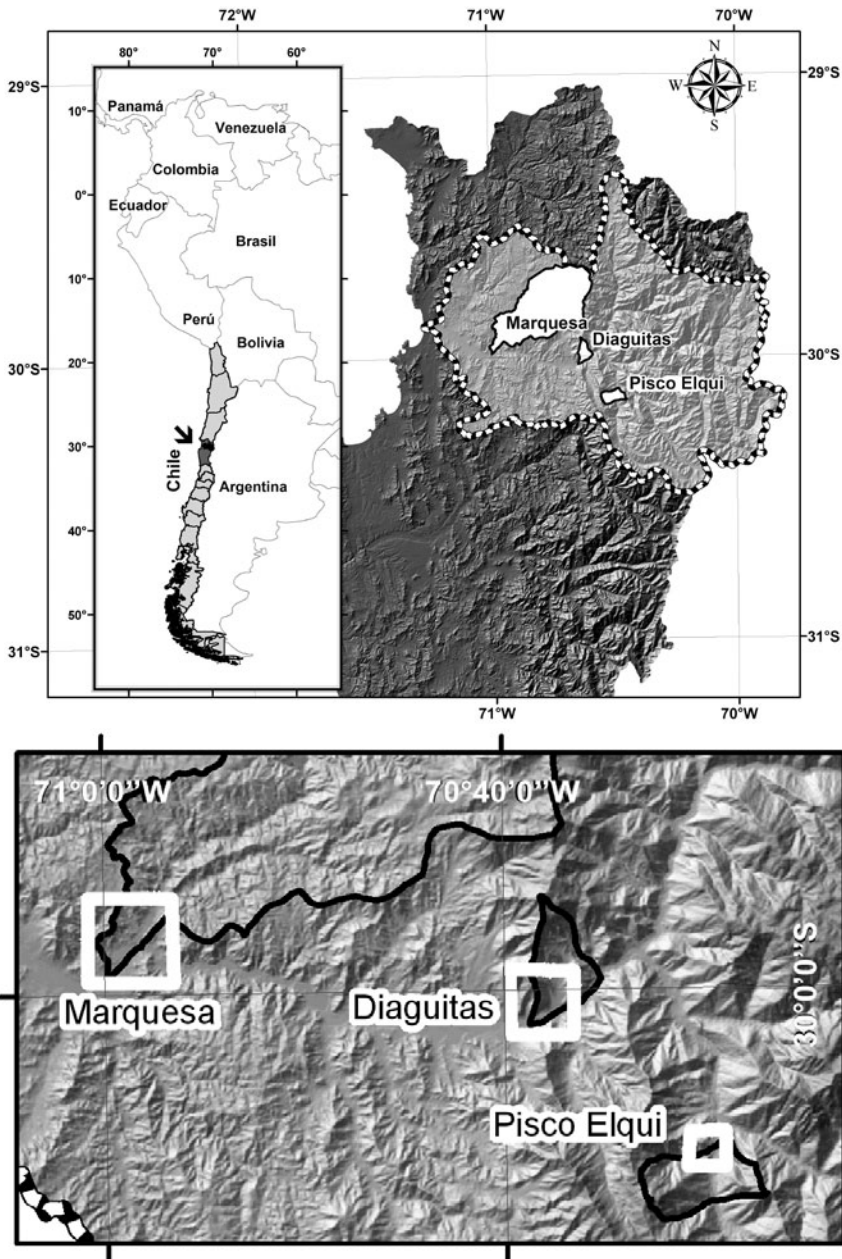 72°W
71°W
70°W
80°
70°
60°
29°S
29°S
N
W
E
S
10°
Panamá
Venezuela
Colombia
0°
Ecuador
Brasil
10°
Perú
Bolivia
Marquesa
Diaguitas
20°
30°S
30°S
Pisco Elqui
30°
Chile
Argentina
40°
50°
31°S
31°S
71°W
70°W
71°0'0''W
70°40'0''W
30°0'0''S
Marquesa
Diaguitas
Pisco Elqui